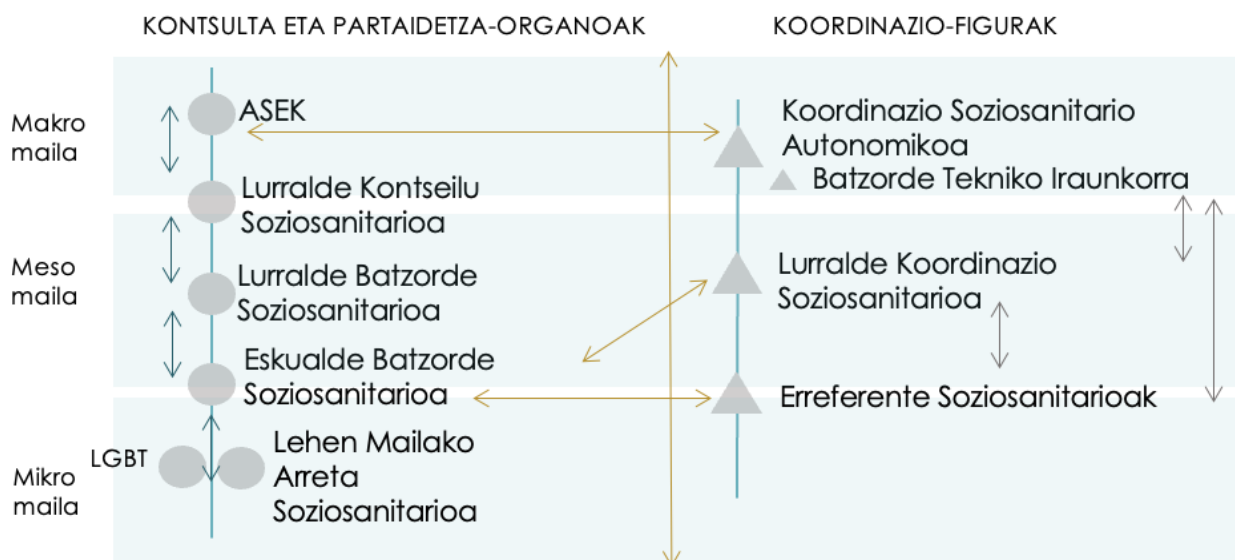 KONTSULTA ETA PARTAIDETZA-ORGANOAK
KOORDINAZIO-FIGURAK
Makro
maila
ASEK
Koordinazio Soziosanitario
Autonomikoa
Batzorde Tekniko Iraunkorra
Lurralde Kontseilu
Soziosanitarioa
Meso
maila
Lurralde Batzorde
Soziosanitarioa
Lurralde Koordinazio
Soziosanitarioa
Eskualde Batzorde
Soziosanitarioa
Erreferente Soziosanitarioak
Mikro
maila
LGBT
Lehen Mailako
Arreta
Soziosanitarioa